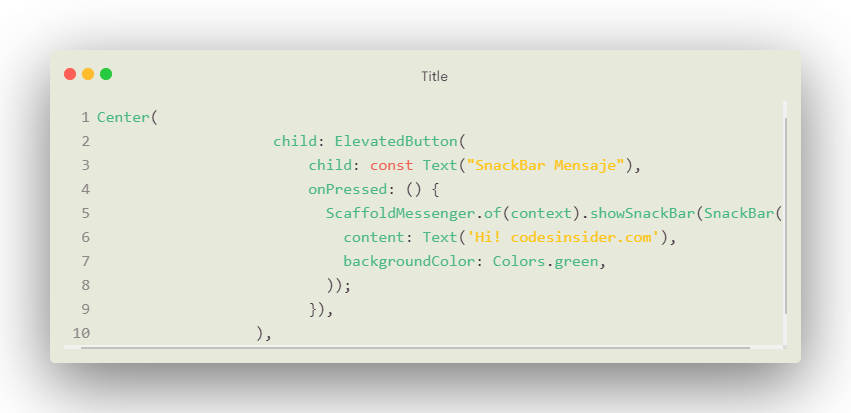 Title
1 Center(
2 child: ElevatedButton(
3 child: const Text("SnackBar Mensaje"),
4 onPressed: () {
5 ScaffoldMessenger.of(context).showSnackBar(SnackBar(
6 content: Text('Hi! codesinsider.com'),
7 backgroundColor: Colors.green,
8 ));
9 }),
10 ),